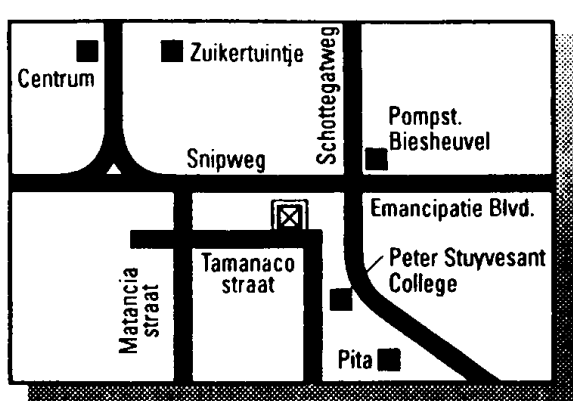 Centrum
Zuikertuintje
Schottegatweg
Pompst.
Biesheuvel
Snipweg
Emancipatie Blvd.
Tamanaco
straat
Matancia
straat
Peter Stuyvesant
College
Pita